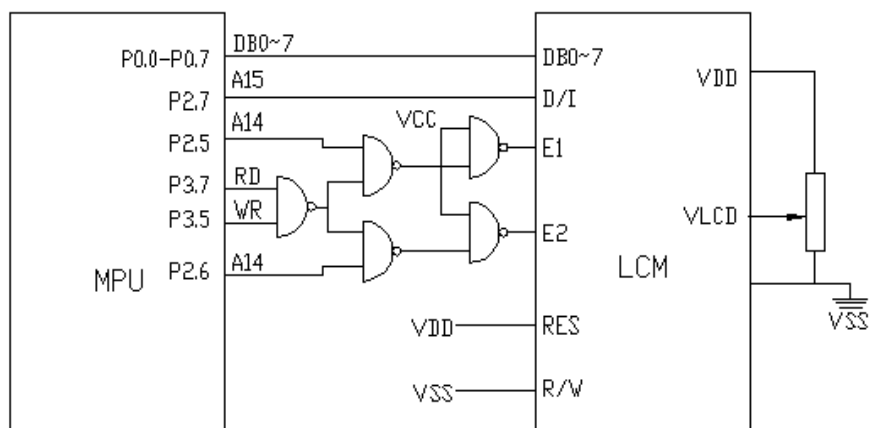 P0.0-P0.7
DB0~7
DB0~7
VDD
A15
P2.7
D/I
A14
VCC
P2.5
E1
P3.7
RD
P3.5
WR
VLCD
E2
P2.6
A14
MPU
LCM
VDD
RES
VSS
VSS
R/W